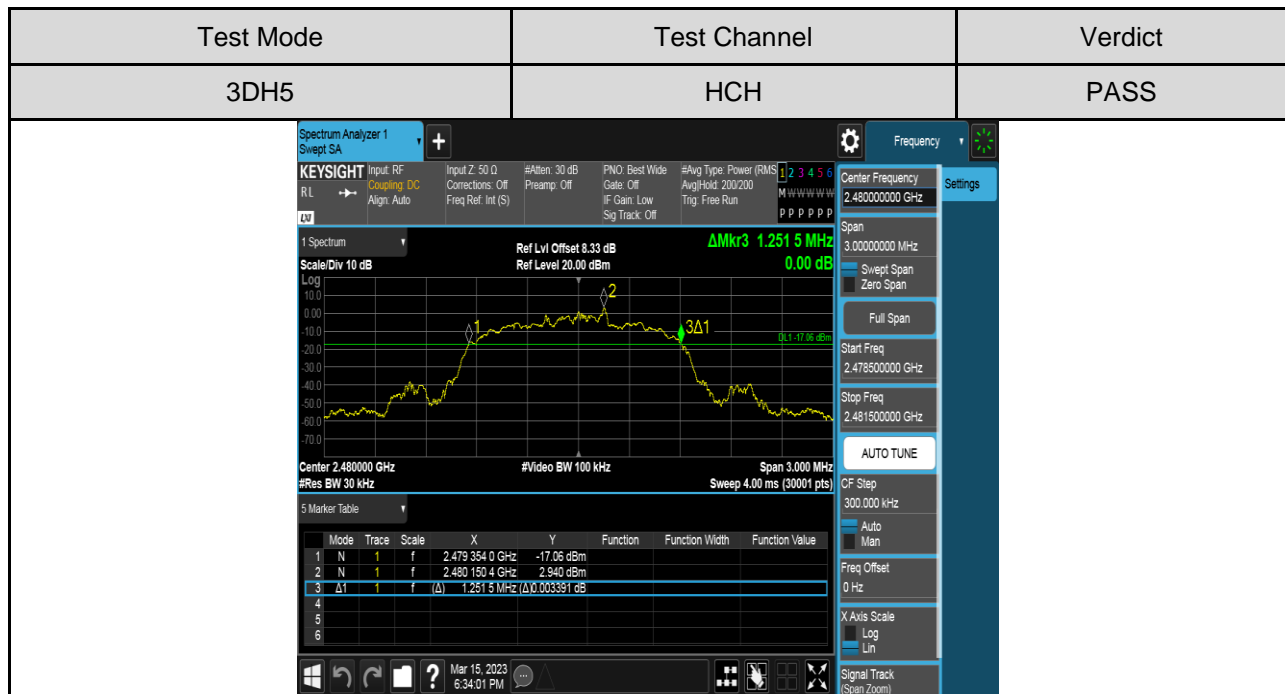 Test Mode Test Channel Verdict
3DH5 HCH PASS
Spectrum Analyzer 1
Swept SA
+
Frequency
KEYSIGHT Input: RF Input Z: 50 Ω #Atten: 30 dB PNO: Best Wide #Avg Type: Power (RMS 1 2 3 4 5 6
RL Coupling: DC Corrections: Off Preamp: Off Gate: Off Avg|Hold: 200/200 M W W W W W
Align: Auto Freq Ref: Int (S) IF Gain: Low Trig: Free Run
LXI Sig Track: Off P P P P P P
Center Frequency
2.480000000 GHz
Settings
1 Spectrum
Ref Lvl Offset 8.33 dB ΔMkr3 1.251 5 MHz
Scale/Div 10 dB Ref Level 20.00 dBm 0.00 dB
Log
10.0
0.00
-10.0
-20.0
-30.0
-40.0
-50.0
-60.0
-70.0
1
2
3Δ1
DL1 -17.06 dBm
Center 2.480000 GHz #Video BW 100 kHz Span 3.000 MHz
#Res BW 30 kHz Sweep 4.00 ms (30001 pts)
5 Marker Table
Mode Trace Scale X Y Function Function Width Function Value
1 N 1 f 2.479 354 0 GHz -17.06 dBm
2 N 1 f 2.480 150 4 GHz 2.940 dBm
3 Δ1 1 f (Δ) 1.251 5 MHz (Δ) 0.003391 dB
4
5
6
Span
3.00000000 MHz
Swept Span
Zero Span
Full Span
Start Freq
2.478500000 GHz
Stop Freq
2.481500000 GHz
AUTO TUNE
CF Step
300.000 kHz
Auto
Man
Freq Offset
0 Hz
X Axis Scale
Log
Lin
Signal Track
(Span Zoom)
? Mar 15, 2023
6:34:01 PM